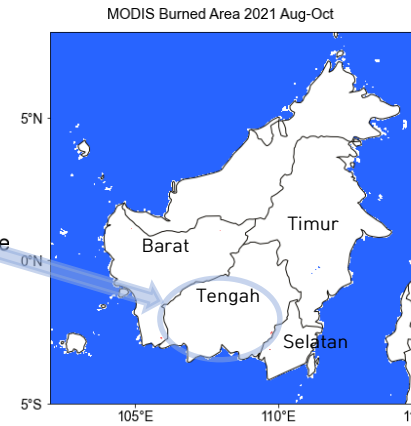 MODIS Burned Area 2021 Aug-Oct
5°N
Timur
Barat
0°N
Tengah
Selatan
5°S
105°E
110°E